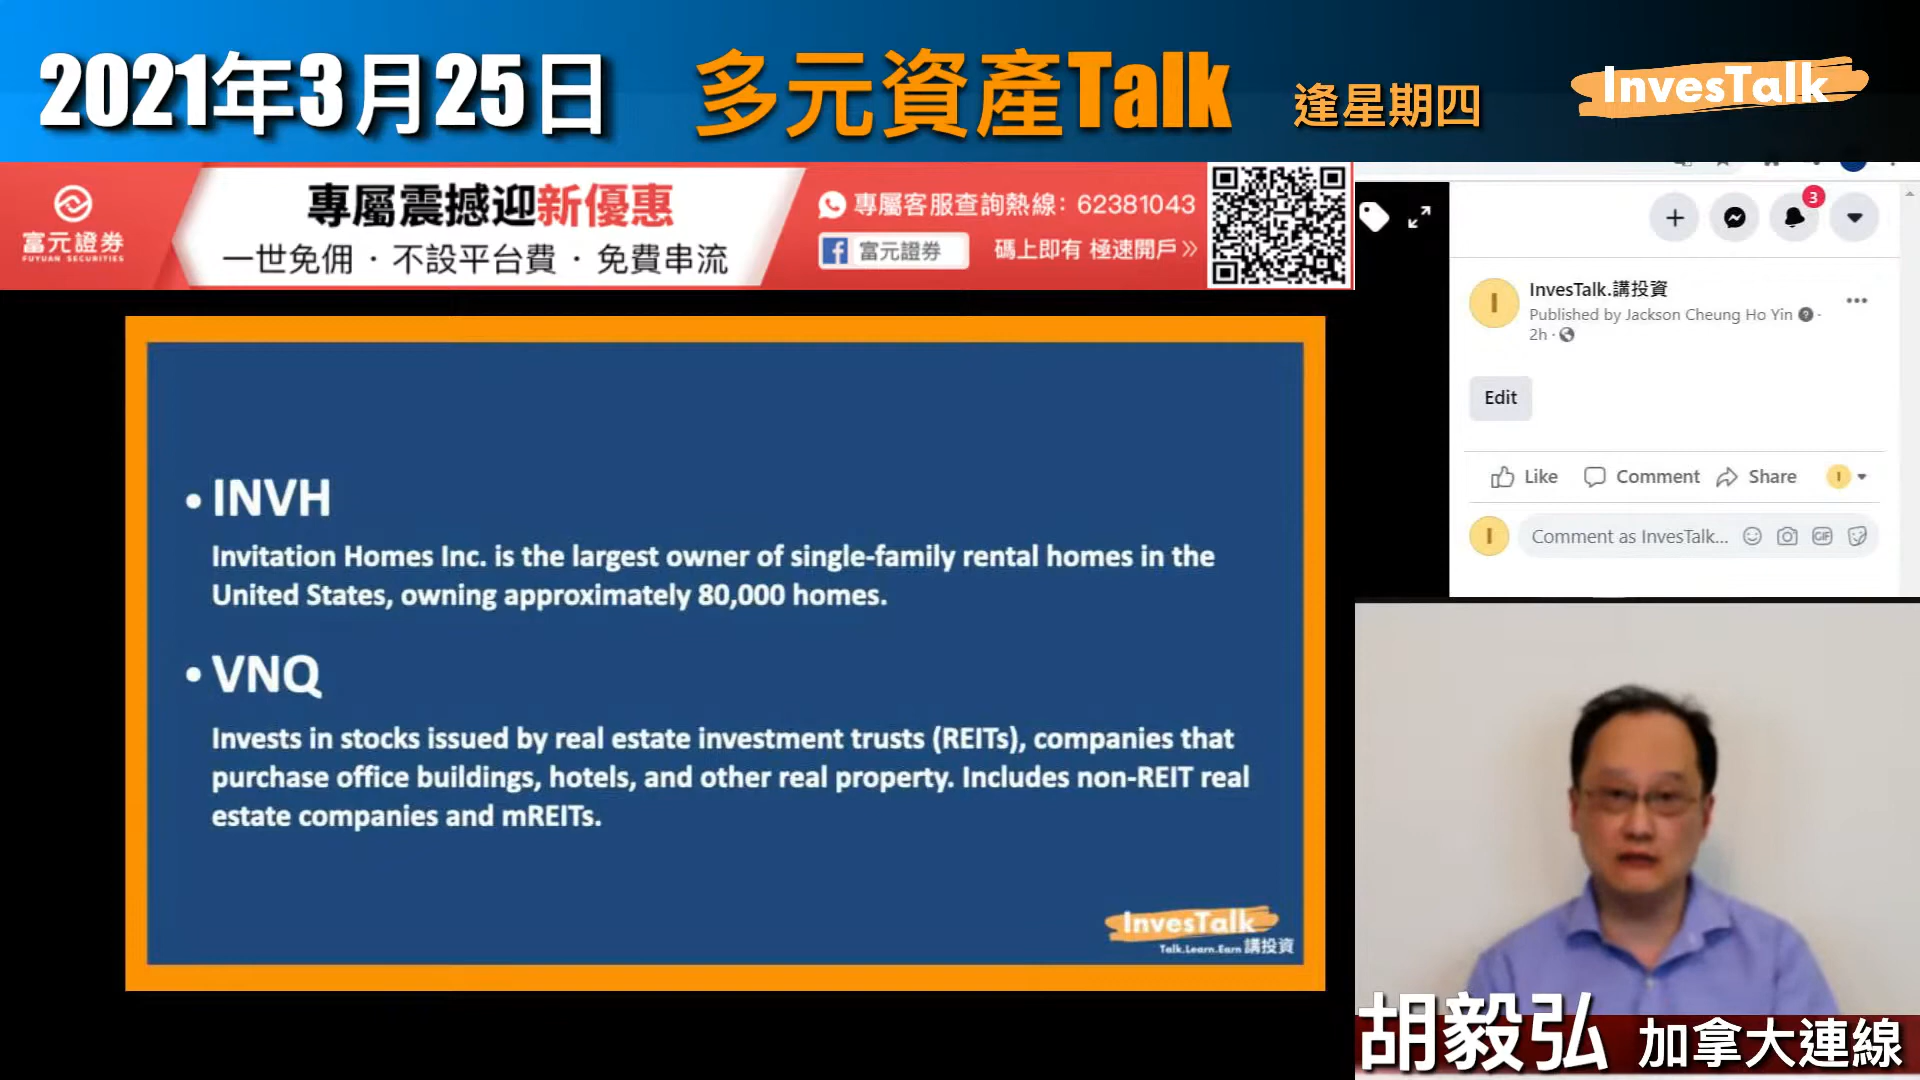 2021年3月25日 多元資產Talk 逢星期四 InvesTalk
富元證券
FUYUAN SECURITIES
專屬震撼迎新優惠
一世免佣・不設平台費・免費串流
專屬客服查詢熱線：62381043
富元證券 碼上即有 極速開戶
3
InvesTalk.講投資
Published by Jackson Cheung Ho Yin
2h
Edit
Like Comment Share
Comment as InvesTalk...
GIF
• INVH
Invitation Homes Inc. is the largest owner of single-family rental homes in the
United States, owning approximately 80,000 homes.
• VNQ
Invests in stocks issued by real estate investment trusts (REITs), companies that
purchase office buildings, hotels, and other real property. Includes non-REIT real
estate companies and mREITs.
InvesTalk
Talk.Learn.Earn 講投資
胡毅弘 加拿大連線